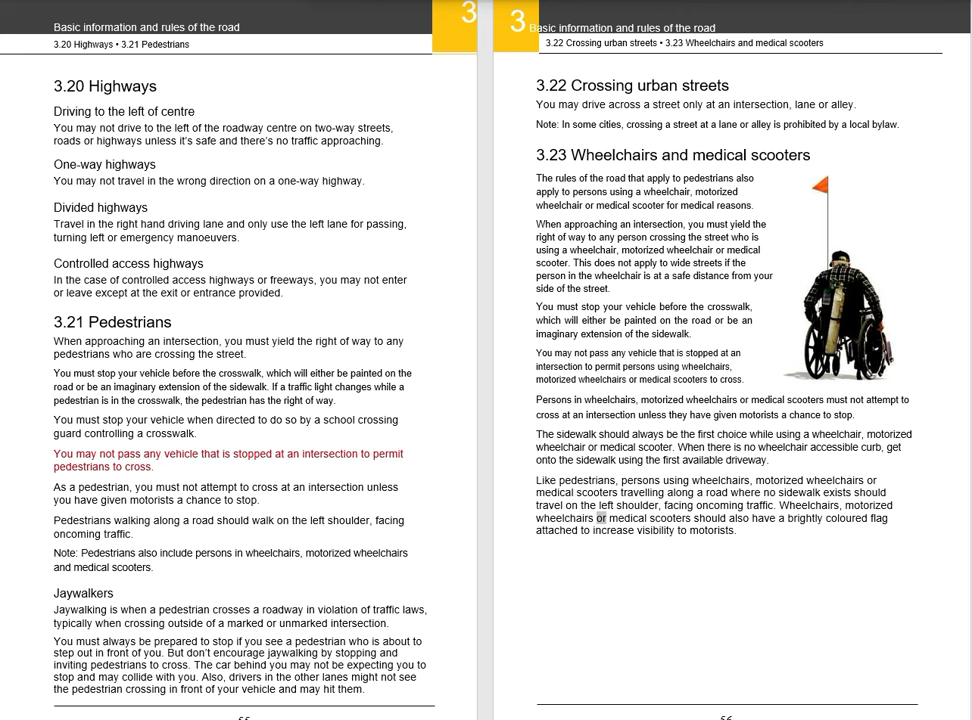 Basic information and rules of the road
3
3.20 Highways • 3.21 Pedestrians
3.20 Highways
Driving to the left of centre
You may not drive to the left of the roadway centre on two-way streets,
roads or highways unless it's safe and there's no traffic approaching.
One-way highways
You may not travel in the wrong direction on a one-way highway.
Divided highways
Travel in the right hand driving lane and only use the left lane for passing,
turning left or emergency manoeuvers.
Controlled access highways
In the case of controlled access highways or freeways, you may not enter
or leave except at the exit or entrance provided.
3.21 Pedestrians
When approaching an intersection, you must yield the right of way to any
pedestrians who are crossing the street.
You must stop your vehicle before the crosswalk, which will either be painted on the
road or be an imaginary extension of the sidewalk. If a traffic light changes while a
pedestrian is in the crosswalk, the pedestrian has the right of way.
You must stop your vehicle when directed to do so by a school crossing
guard controlling a crosswalk.
You may not pass any vehicle that is stopped at an intersection to permit
pedestrians to cross.
As a pedestrian, you must not attempt to cross at an intersection unless
you have given motorists a chance to stop.
Pedestrians walking along a road should walk on the left shoulder, facing
oncoming traffic.
Note: Pedestrians also include persons in wheelchairs, motorized wheelchairs
and medical scooters.
Jaywalkers
Jaywalking is when a pedestrian crosses a roadway in violation of traffic laws,
typically when crossing outside of a marked or unmarked intersection.
You must always be prepared to stop if you see a pedestrian who is about to
step out in front of you. But don't encourage jaywalking by stopping and
inviting pedestrians to cross. The car behind you may not be expecting you to
stop and may collide with you. Also, drivers in the other lanes might not see
the pedestrian crossing in front of your vehicle and may hit them.
55
3
Basic information and rules of the road
3.22 Crossing urban streets • 3.23 Wheelchairs and medical scooters
3.22 Crossing urban streets
You may drive across a street only at an intersection, lane or alley.
Note: In some cities, crossing a street at a lane or alley is prohibited by a local bylaw.
3.23 Wheelchairs and medical scooters
The rules of the road that apply to pedestrians also
apply to persons using a wheelchair, motorized
wheelchair or medical scooter for medical reasons.
When approaching an intersection, you must yield the
right of way to any person crossing the street who is
using a wheelchair, motorized wheelchair or medical
scooter. This does not apply to wide streets if the
person in the wheelchair is at a safe distance from your
side of the street.
You must stop your vehicle before the crosswalk,
which will either be painted on the road or be an
imaginary extension of the sidewalk.
You may not pass any vehicle that is stopped at an
intersection to permit persons using wheelchairs,
motorized wheelchairs or medical scooters to cross.
Persons in wheelchairs, motorized wheelchairs or medical scooters must not attempt to
cross at an intersection unless they have given motorists a chance to stop.
The sidewalk should always be the first choice while using a wheelchair, motorized
wheelchair or medical scooter. When there is no wheelchair accessible curb, get
onto the sidewalk using the first available driveway.
Like pedestrians, persons using wheelchairs, motorized wheelchairs or
medical scooters travelling along a road where no sidewalk exists should
travel on the left shoulder, facing oncoming traffic. Wheelchairs, motorized
wheelchairs or medical scooters should also have a brightly coloured flag
attached to increase visibility to motorists.
56